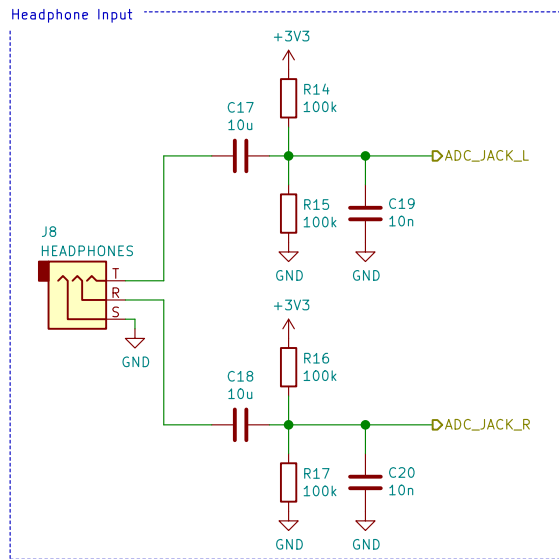 Headphone Input
+3V3
R14
100k
C17
10u
ADC_JACK_L
R15
100k
C19
10n
GND
GND
J8
HEADPHONES
T
R
S
GND
+3V3
R16
100k
C18
10u
ADC_JACK_R
R17
100k
C20
10n
GND
GND